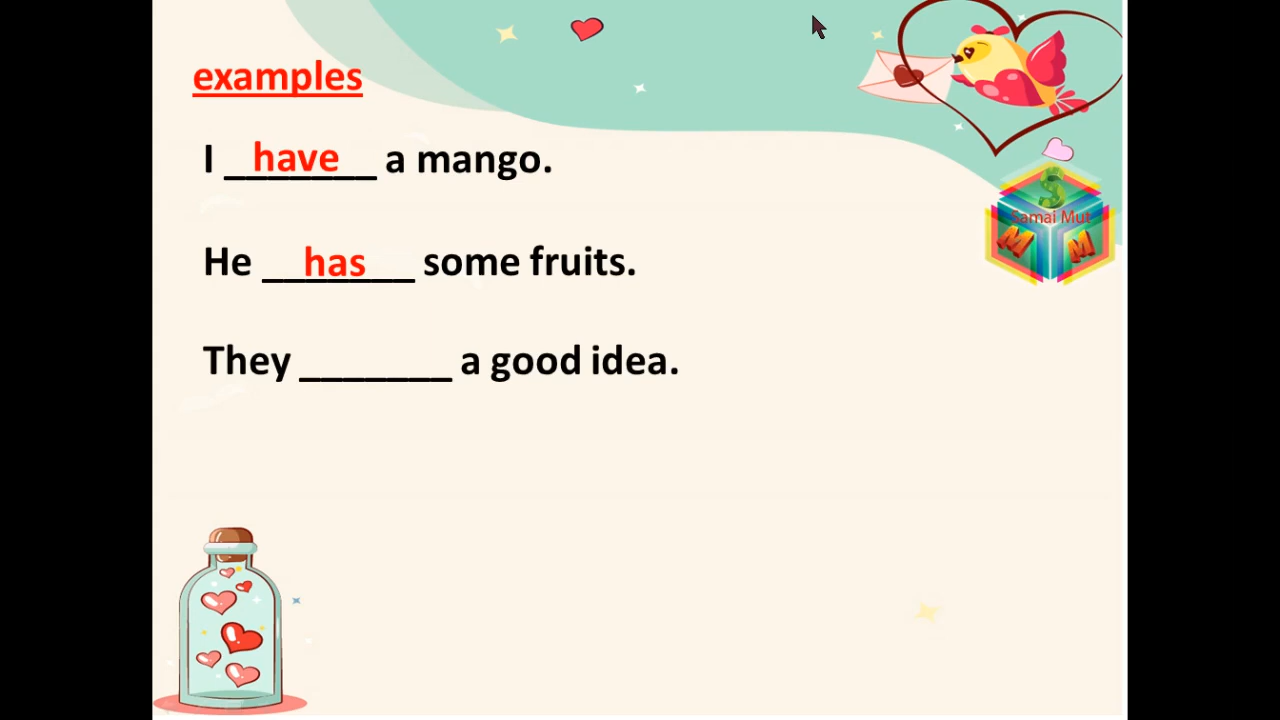 examples
I have a mango.
He has some fruits.
They _______ a good idea.
S
Samai Mut
M M